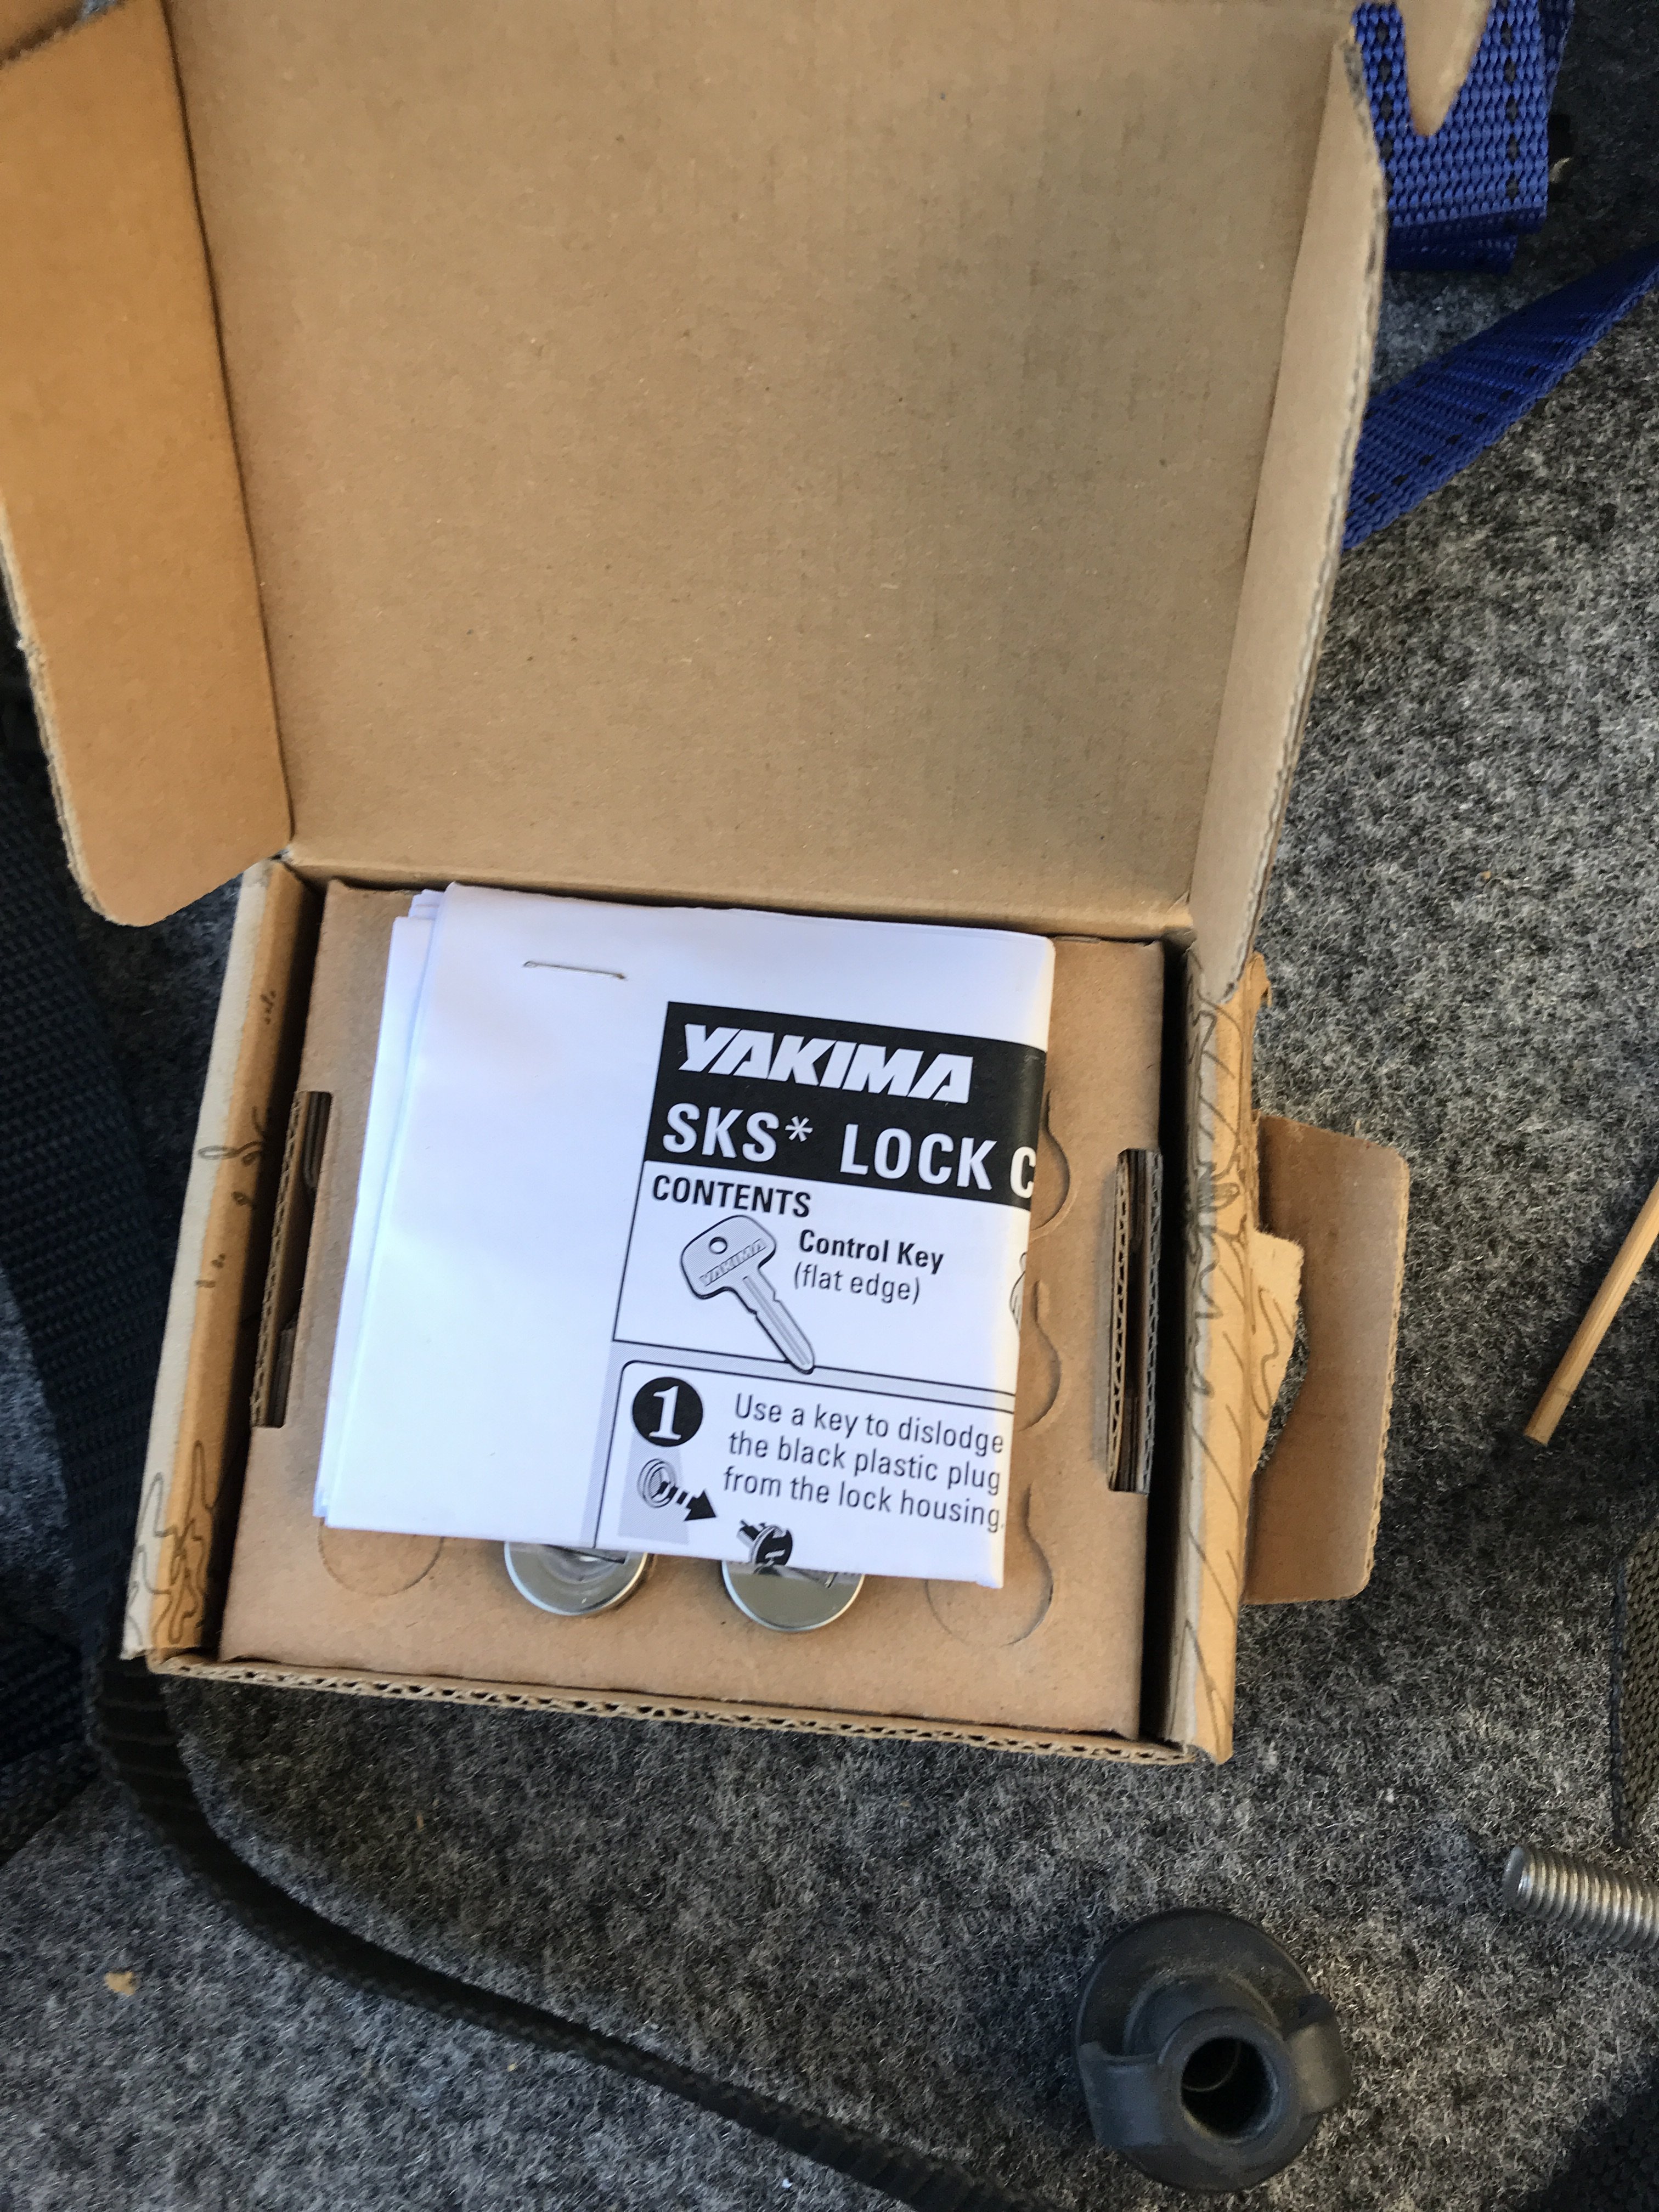 YAKIMA
SKS* LOCK C
CONTENTS
YAKIMA
Control Key
(flat edge)
1
Use a key to dislodge
the black plastic plug
from the lock housing.